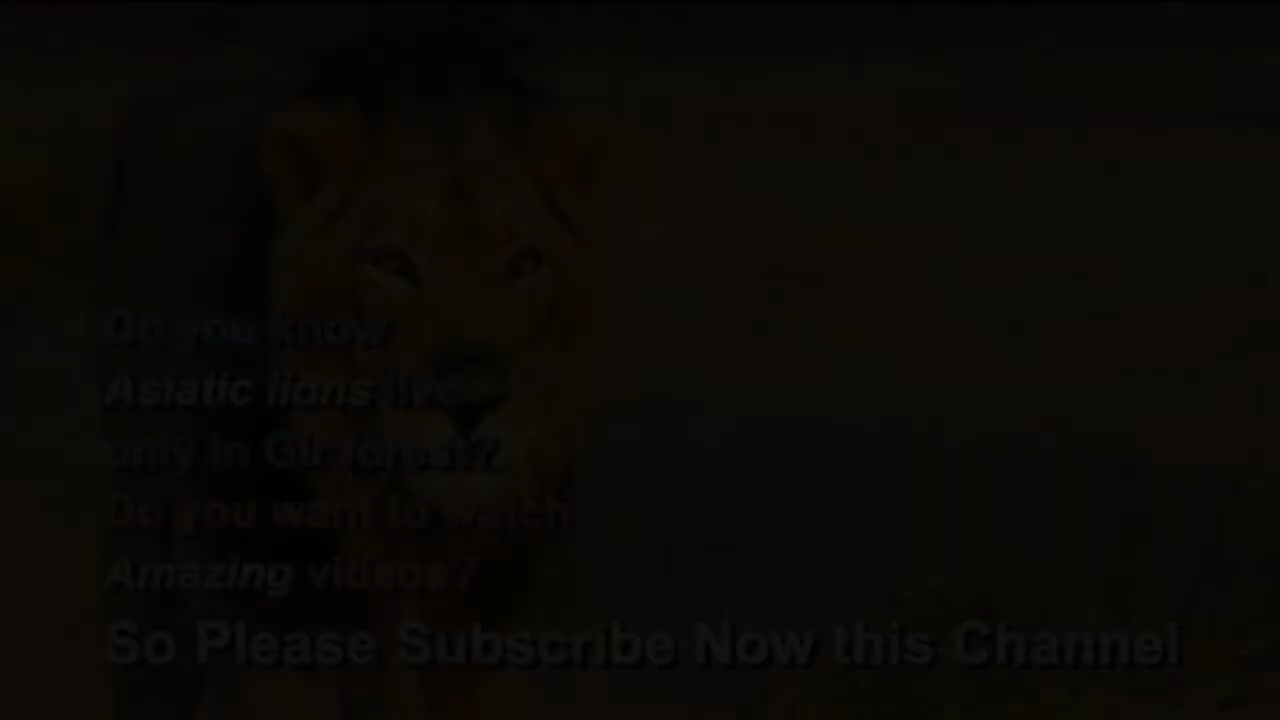 Do you know
Asiatic lions live
only in Gir forest?
Do you want to watch
Amazing videos?
So Please Subscribe Now this Channel